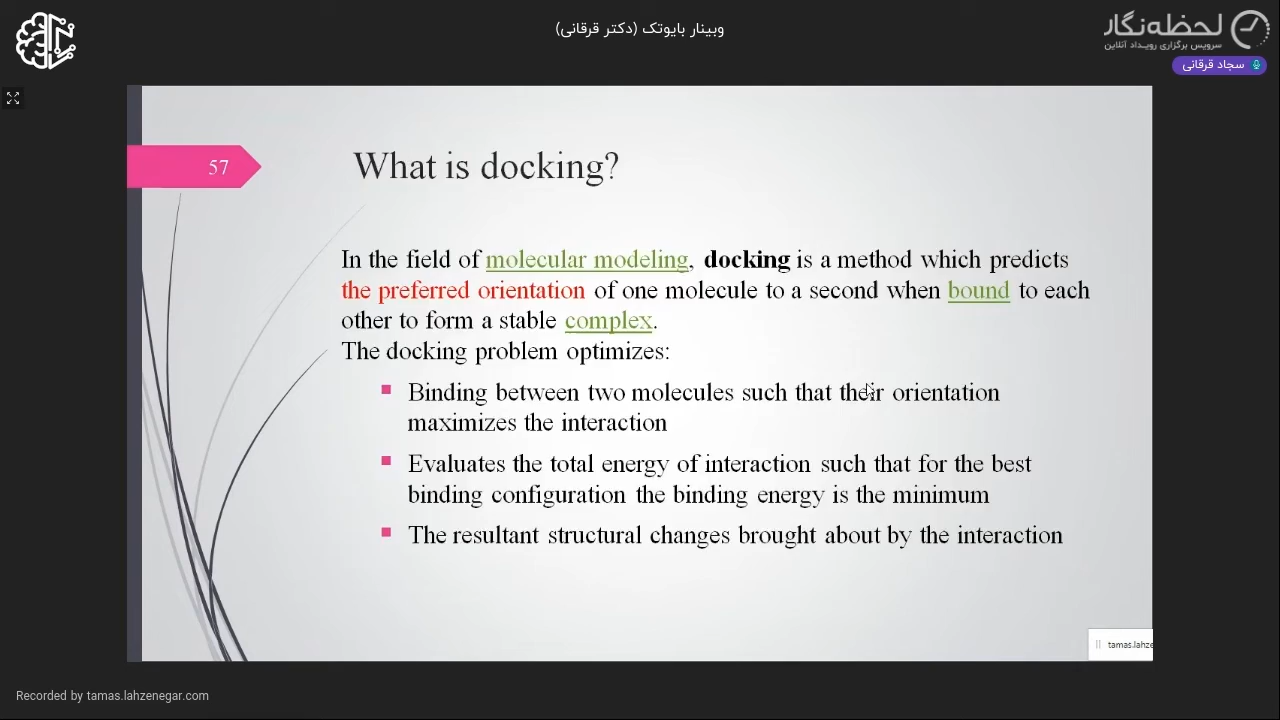 وبینار بایوتک (دکتر قرقانی)
لحظه‌نگار
سرویس برگزاری رویداد آنلاین
سجاد قرقانی
57
What is docking?
In the field of molecular modeling, docking is a method which predicts
the preferred orientation of one molecule to a second when bound to each
other to form a stable complex.
The docking problem optimizes:
Binding between two molecules such that their orientation
maximizes the interaction
Evaluates the total energy of interaction such that for the best
binding configuration the binding energy is the minimum
The resultant structural changes brought about by the interaction
tamas.lahze
Recorded by tamas.lahzenegar.com